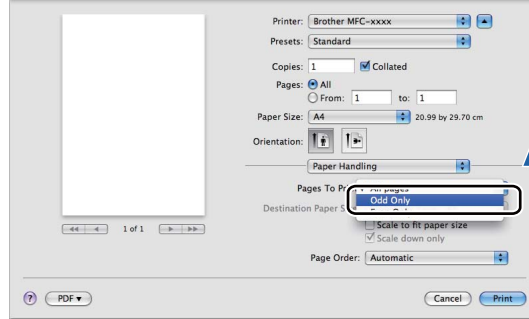 Printer: Brother MFC-xxxx
Presets: Standard
Copies: 1 Collated
Pages: All
From: 1 to: 1
Paper Size: A4 20.99 by 29.70 cm
Orientation:
Paper Handling
Pages To Pri All pages
Odd Only
Destination Paper S
Scale to fit paper size
1 of 1
Scale down only
Page Order: Automatic
? PDF Cancel Print